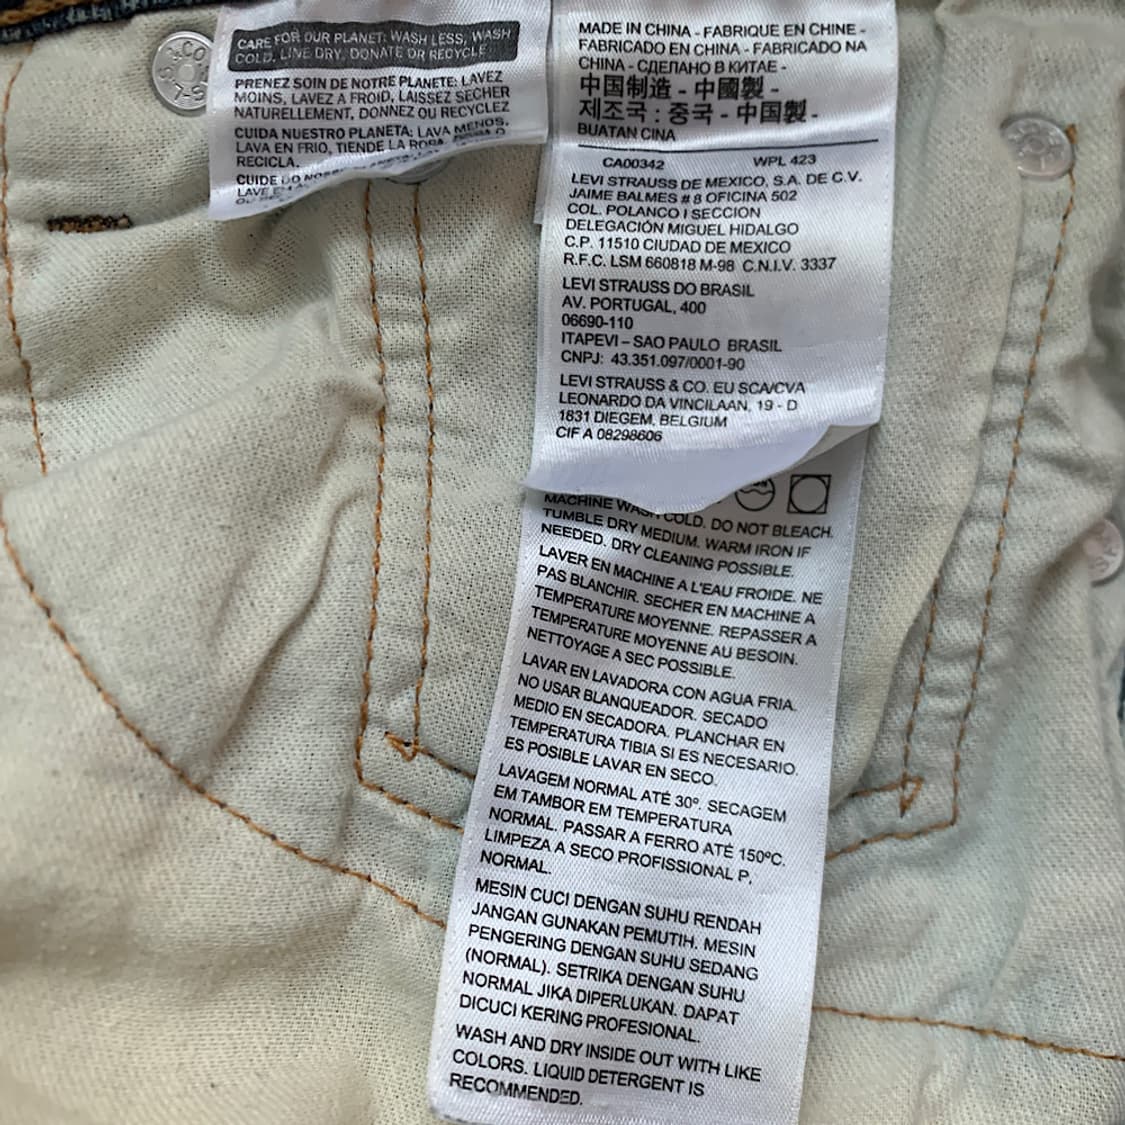 CARE FOR OUR PLANET: WASH LESS, WASH
COLD, LINE DRY, DONATE OR RECYCLE
PRENEZ SOIN DE NOTRE PLANETE: LAVEZ
MOINS, LAVEZ A FROID, LAISSEZ SECHER
NATURELLEMENT, DONNEZ OU RECYCLEZ
CUIDA NUESTRO PLANETA: LAVA MENOS,
LAVA EN FRIO, TIENDE LA ROPA,
RECICLA.
CUIDE DO
LAVE EM
MADE IN CHINA - FABRIQUE EN CHINE -
FABRICADO EN CHINA - FABRICADO NA
CHINA - СДЕЛАНО В КИТАЕ -
中国制造 - 中國製 -
제조국 : 중국 - 中国製 -
BUATAN CINA
CA00342 WPL 423
LEVI STRAUSS DE MEXICO, S.A. DE C.V.
JAIME BALMES # 8 OFICINA 502
COL. POLANCO I SECCION
DELEGACIÓN MIGUEL HIDALGO
C.P. 11510 CIUDAD DE MEXICO
R.F.C. LSM 660818 M-98 C.N.I.V. 3337
LEVI STRAUSS DO BRASIL
AV. PORTUGAL, 400
06690-110
ITAPEVI – SAO PAULO BRASIL
CNPJ: 43.351.097/0001-90
LEVI STRAUSS & CO. EU SCA/CVA
LEONARDO DA VINCILAAN, 19 - D
1831 DIEGEM, BELGIUM
CIF A 08298606
MACHINE WASH COLD. DO NOT BLEACH.
TUMBLE DRY MEDIUM. WARM IRON IF
NEEDED. DRY CLEANING POSSIBLE.
LAVER EN MACHINE A L'EAU FROIDE. NE
PAS BLANCHIR. SECHER EN MACHINE A
TEMPERATURE MOYENNE. REPASSER A
TEMPERATURE MOYENNE AU BESOIN.
NETTOYAGE A SEC POSSIBLE.
LAVAR EN LAVADORA CON AGUA FRIA.
NO USAR BLANQUEADOR. SECADO
MEDIO EN SECADORA. PLANCHAR EN
TEMPERATURA TIBIA SI ES NECESARIO.
ES POSIBLE LAVAR EN SECO.
LAVAGEM NORMAL ATÉ 30º. SECAGEM
EM TAMBOR EM TEMPERATURA
NORMAL. PASSAR A FERRO ATÉ 150ºC.
LIMPEZA A SECO PROFISSIONAL P,
NORMAL.
MESIN CUCI DENGAN SUHU RENDAH
JANGAN GUNAKAN PEMUTIH. MESIN
PENGERING DENGAN SUHU SEDANG
(NORMAL). SETRIKA DENGAN SUHU
NORMAL JIKA DIPERLUKAN. DAPAT
DICUCI KERING PROFESIONAL.
WASH AND DRY INSIDE OUT WITH LIKE
COLORS. LIQUID DETERGENT IS
RECOMMENDED.